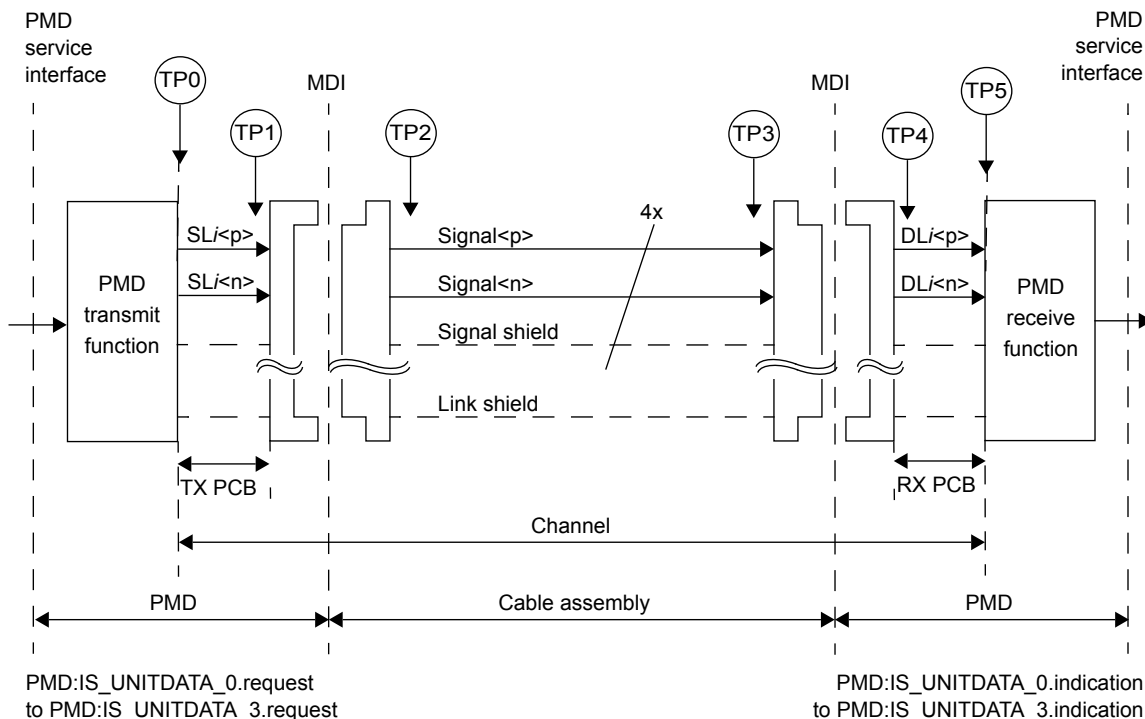 PMD
service
interface
PMD
service
interface
TP0
TP5
MDI
MDI
TP1
TP2
TP3
TP4
4x
SLi<p>
Signal<p>
DLi<p>
SLi<n>
Signal<n>
DLi<n>
PMD
transmit
function
PMD
receive
function
Signal shield
Link shield
TX PCB
RX PCB
Channel
PMD
Cable assembly
PMD
PMD:IS_UNITDATA_0.request
to PMD:IS_UNITDATA_3.request
PMD:IS_UNITDATA_0.indication
to PMD:IS_UNITDATA_3.indication